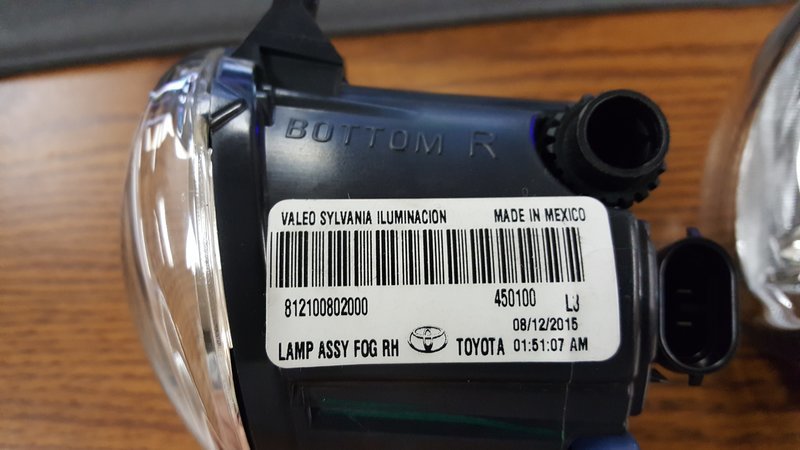 BOTTOM R
VALEO SYLVANIA ILUMINACION MADE IN MEXICO
812100802000 450100 L3
08/12/2015
LAMP ASSY FOG RH TOYOTA 01:51:07 AM